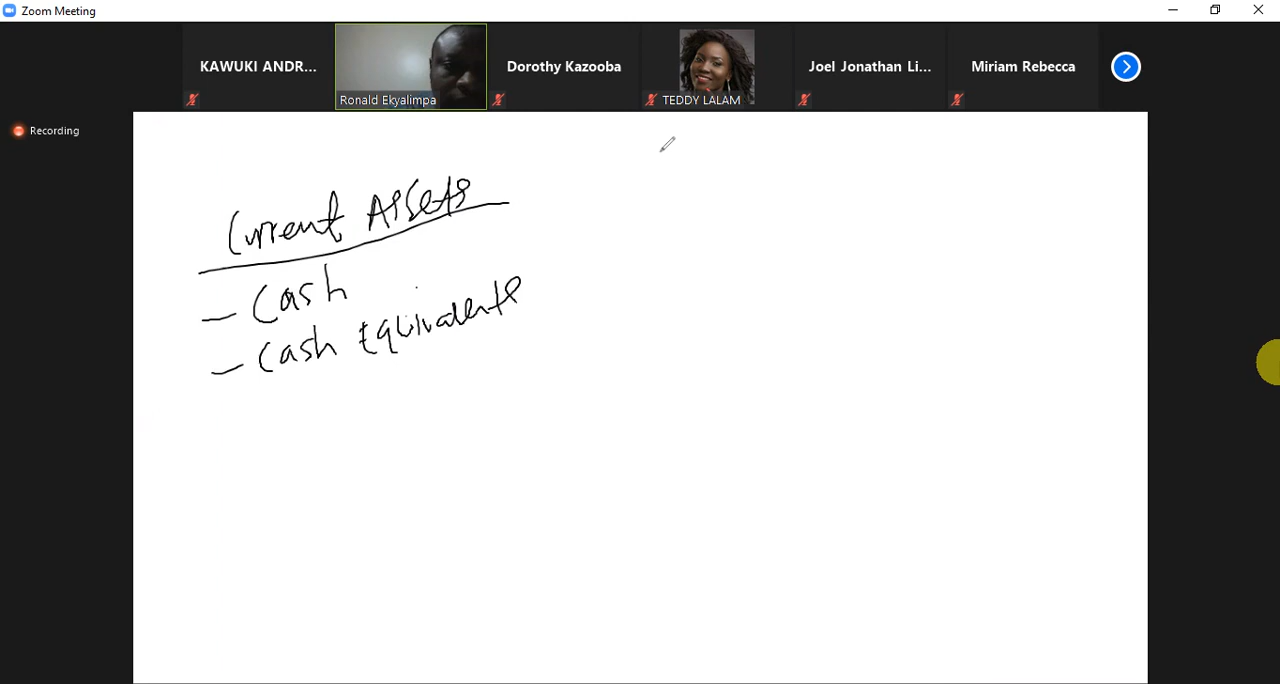 Zoom Meeting
KAWUKI ANDR...
Ronald Ekyalimpa
Dorothy Kazooba
TEDDY LALAM
Joel Jonathan Li...
Miriam Rebecca
Recording
Current Assets
- Cash
- Cash Equivalents